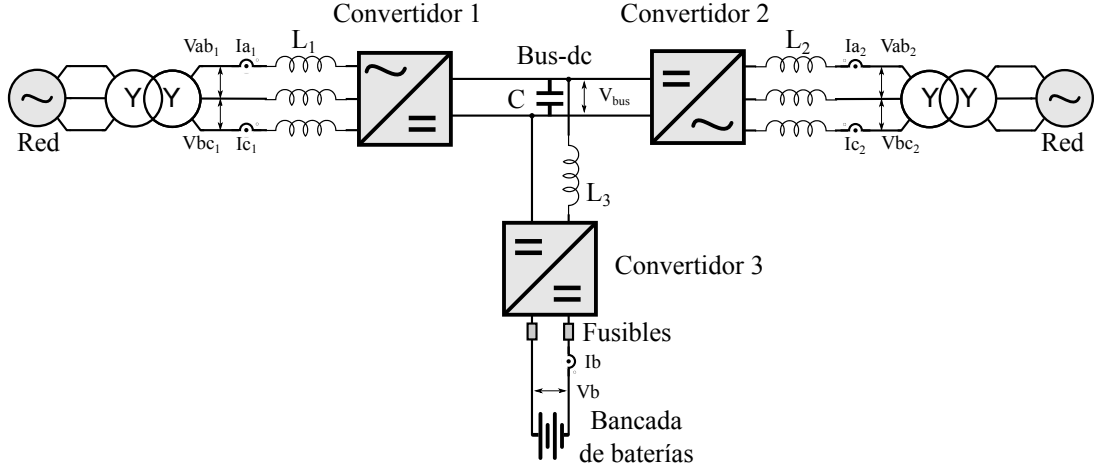 Convertidor 1
Convertidor 2
Vab₁
Ia₁
L₁
Bus-dc
L₂
Ia₂
Vab₂
Y Y
C
V_bus
Y Y
Red
Vbc₁
Ic₁
Ic₂
Vbc₂
Red
L₃
Convertidor 3
Fusibles
Ib
Vb
Bancada
de baterías